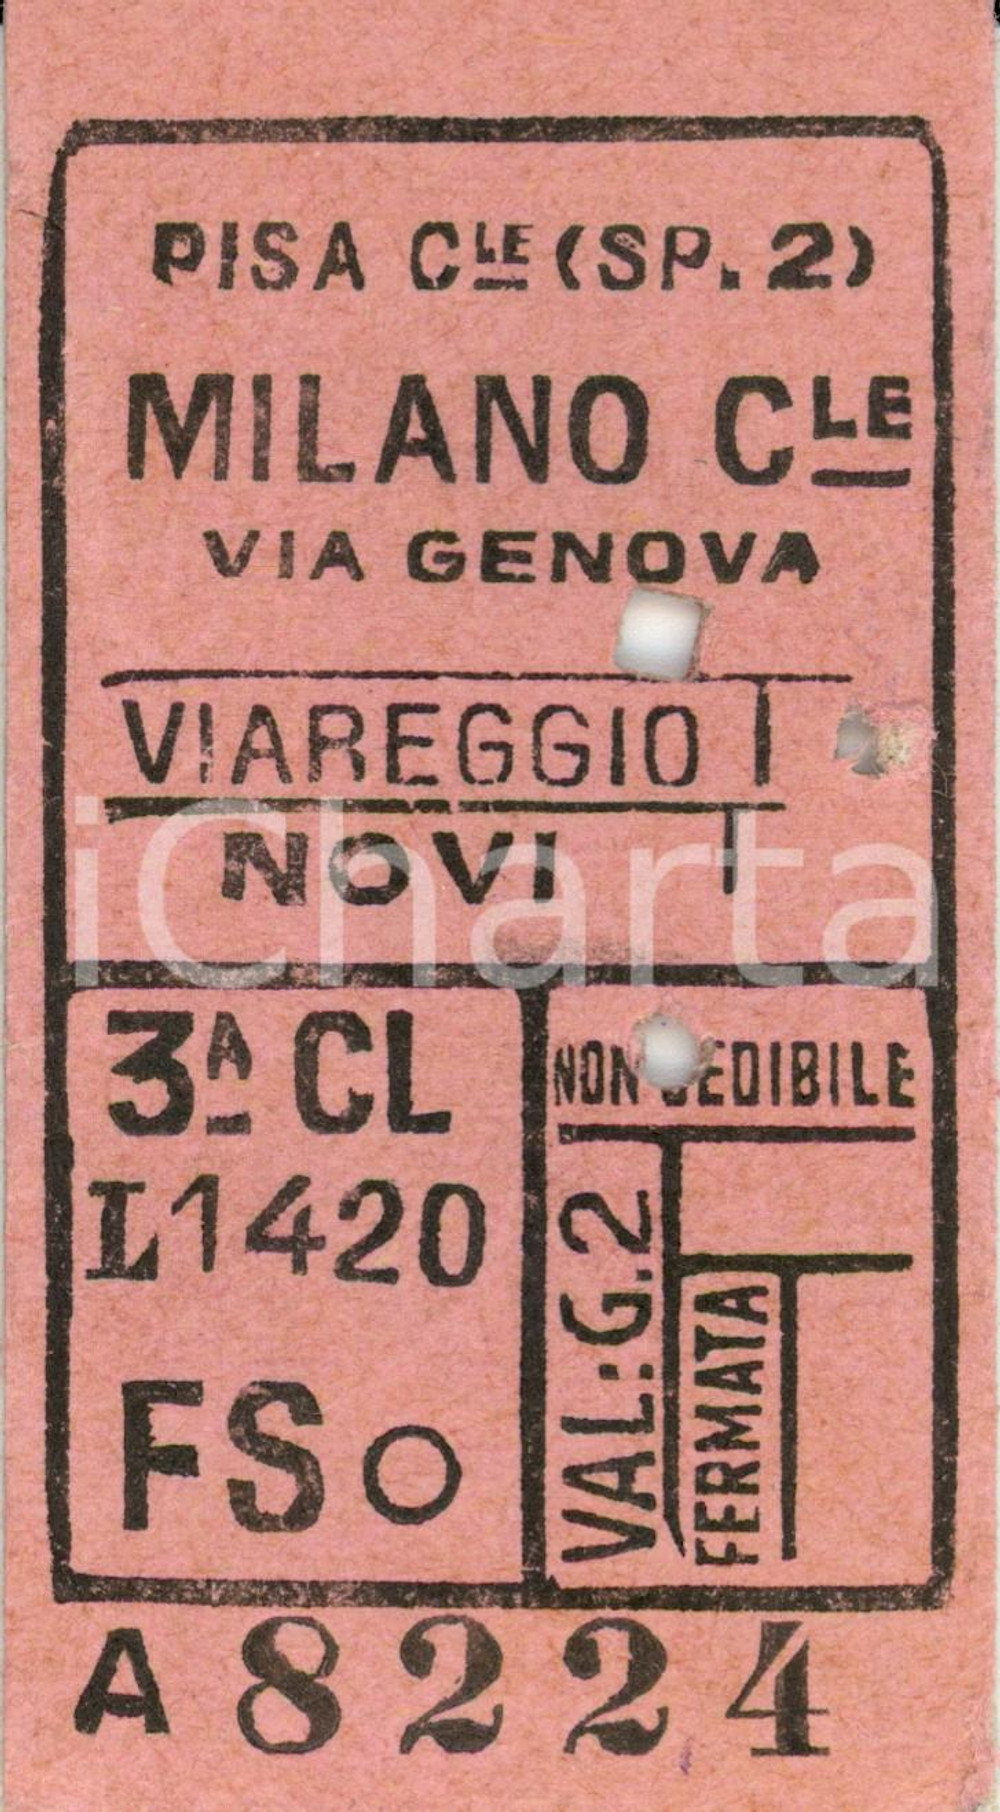 PISA CLE (SP. 2)
MILANO CLE
VIA GENOVA
VIAREGGIO
NOVI
iCharta
3A CL
L1420
FS
NON CEDIBILE
VAL: G.2
FERMATA
A 8224